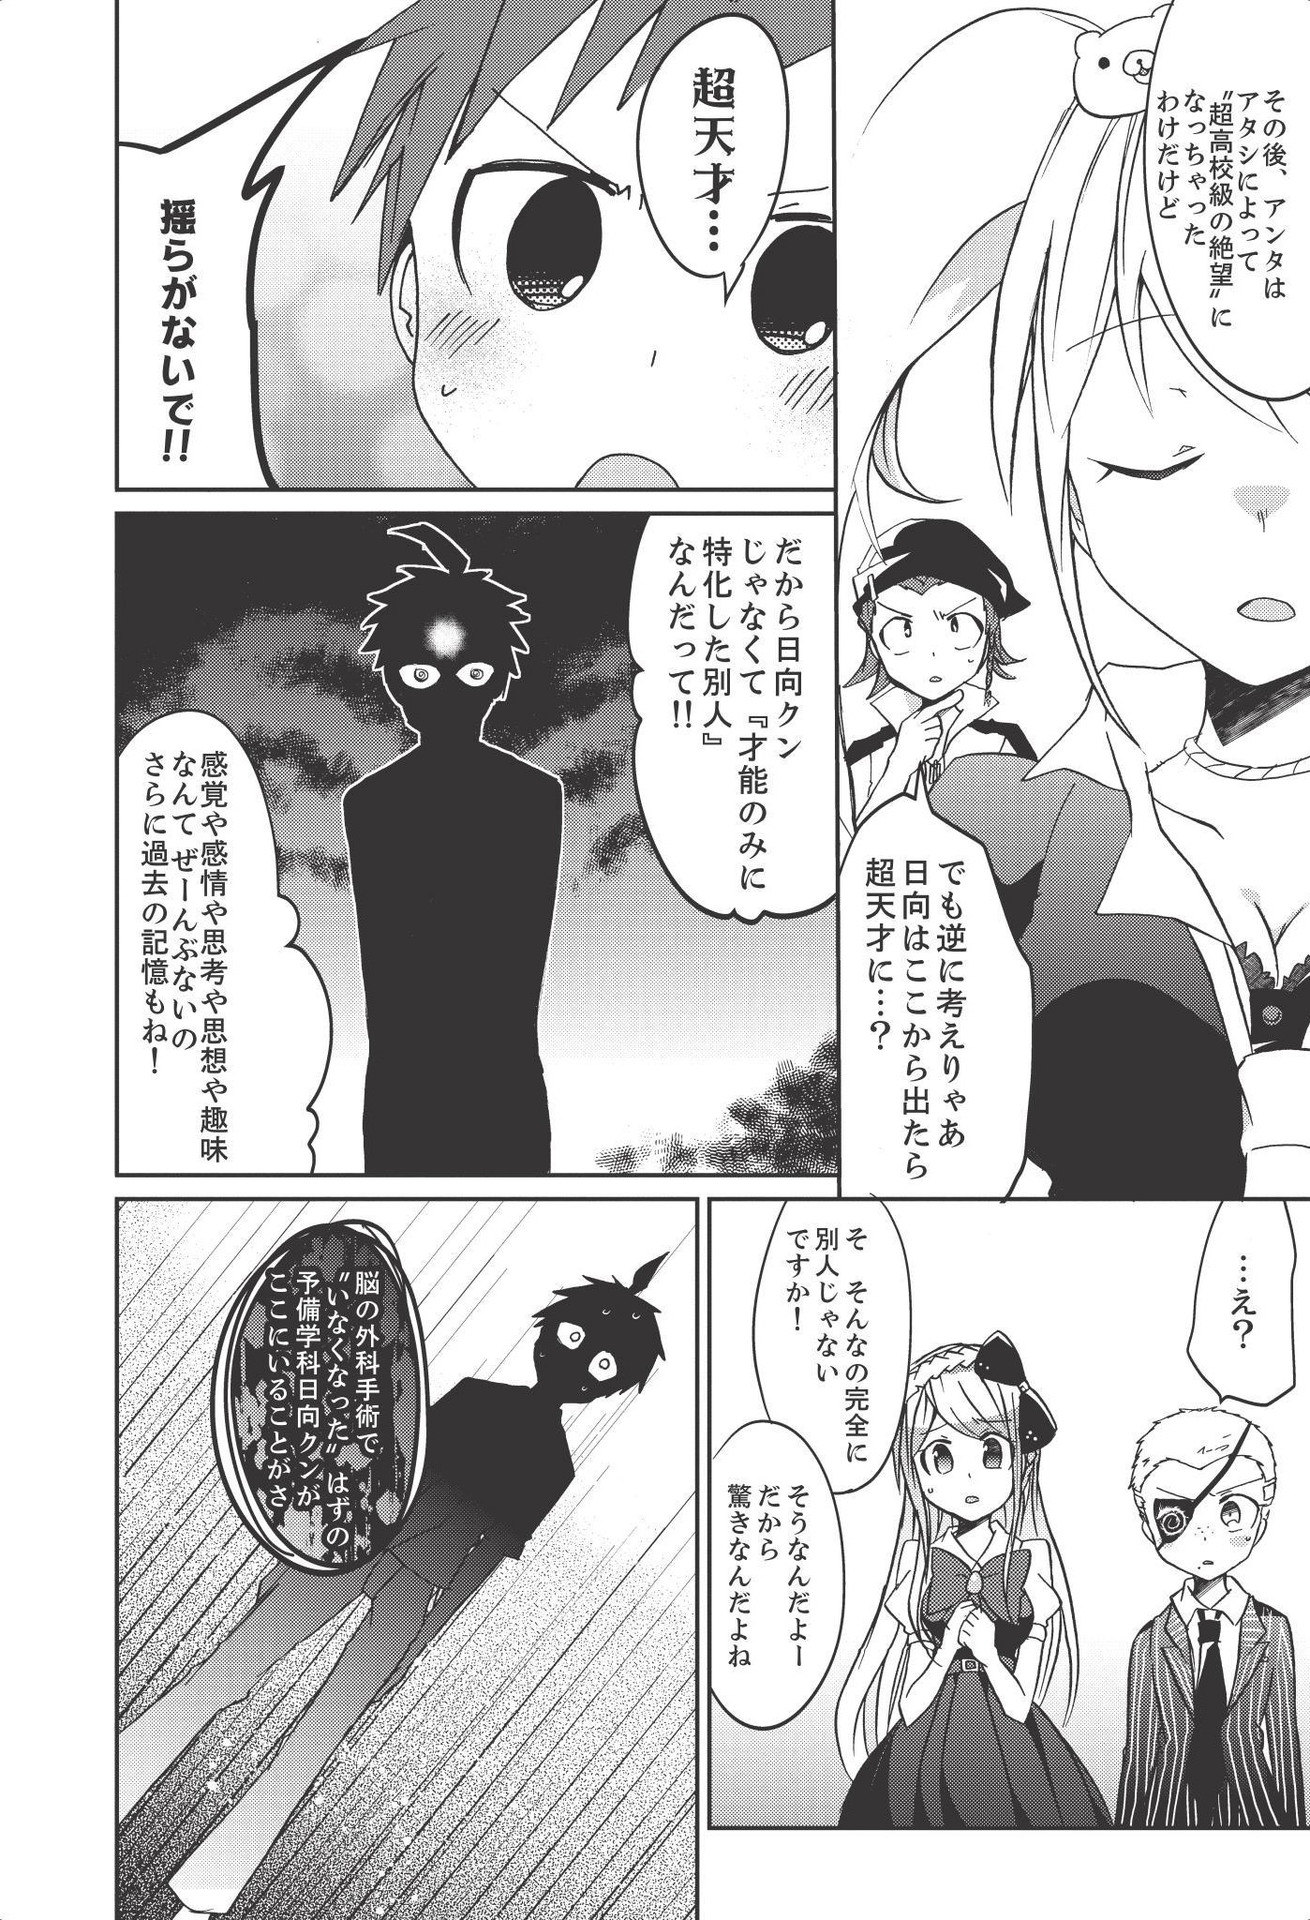 その後、アンタは
アタシによって
〝超高校級の絶望〟に
なっちゃった
わけだけど
でも逆に考えりゃあ
日向はここから出たら
超天才に…?
超天才…
揺らがないで!!
だから日向クン
じゃなくて『才能のみに
特化した別人』
なんだって!!
感覚や感情や思考や思想や趣味
なんてぜーんぶないの
さらに過去の記憶もね!
…え?
そ そんなの完全に
別人じゃない
ですか!
そうなんだよー
だから
驚きなんだよね
脳の外科手術で
〝いなくなった〟はずの
予備学科日向クンが
ここにいることがさ